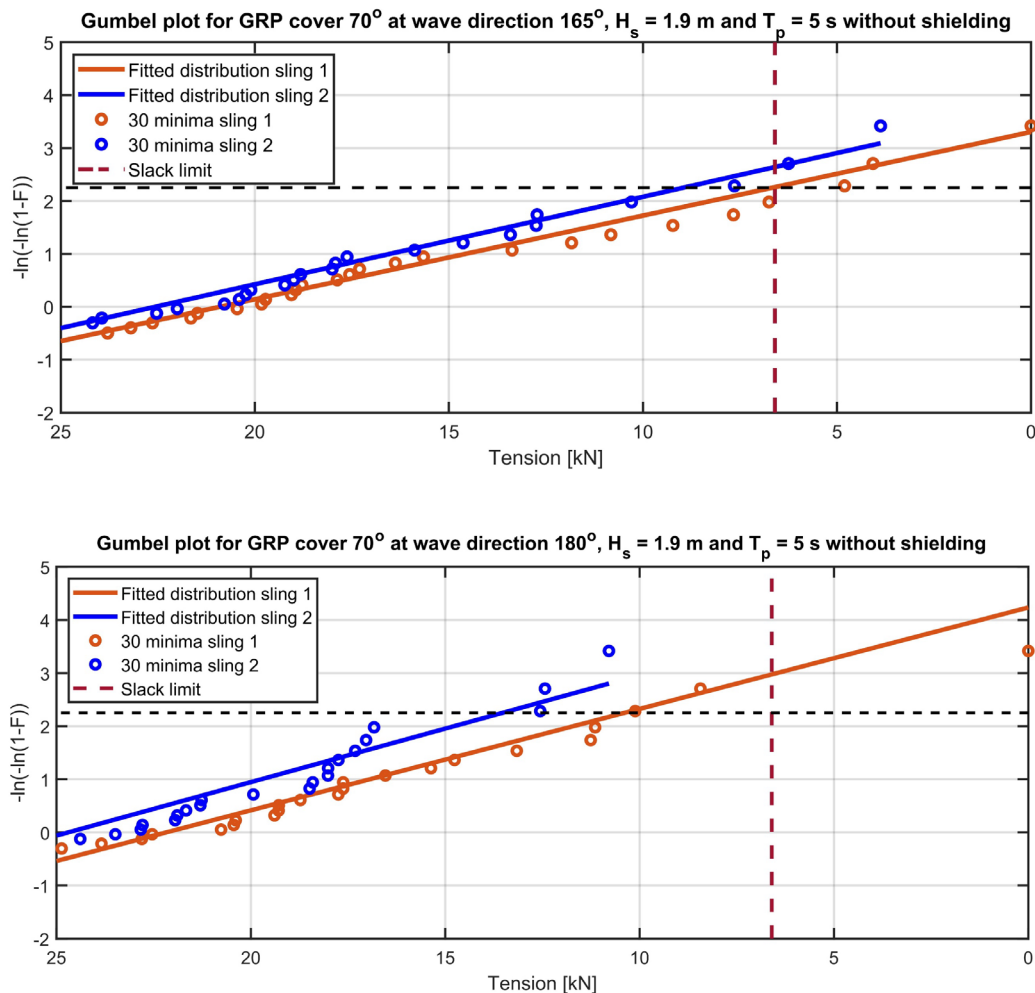 Gumbel plot for GRP cover 70° at wave direction 165°, Hs = 1.9 m and Tp = 5 s without shielding
5
4
3
2
1
0
-1
-2
-ln(-ln(1-F))
Fitted distribution sling 1
Fitted distribution sling 2
30 minima sling 1
30 minima sling 2
Slack limit
25
20
15
10
5
0
Tension [kN]
Gumbel plot for GRP cover 70° at wave direction 180°, Hs = 1.9 m and Tp = 5 s without shielding
5
4
3
2
1
0
-1
-2
-ln(-ln(1-F))
Fitted distribution sling 1
Fitted distribution sling 2
30 minima sling 1
30 minima sling 2
Slack limit
25
20
15
10
5
0
Tension [kN]